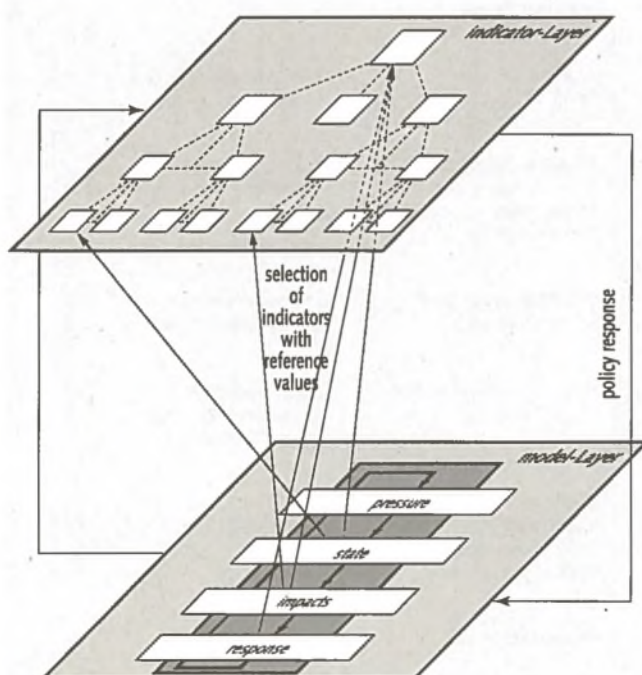 indicator-Layer
selection
of
indicators
with
reference
values
policy response
model-Layer
pressure
state
impacts
response